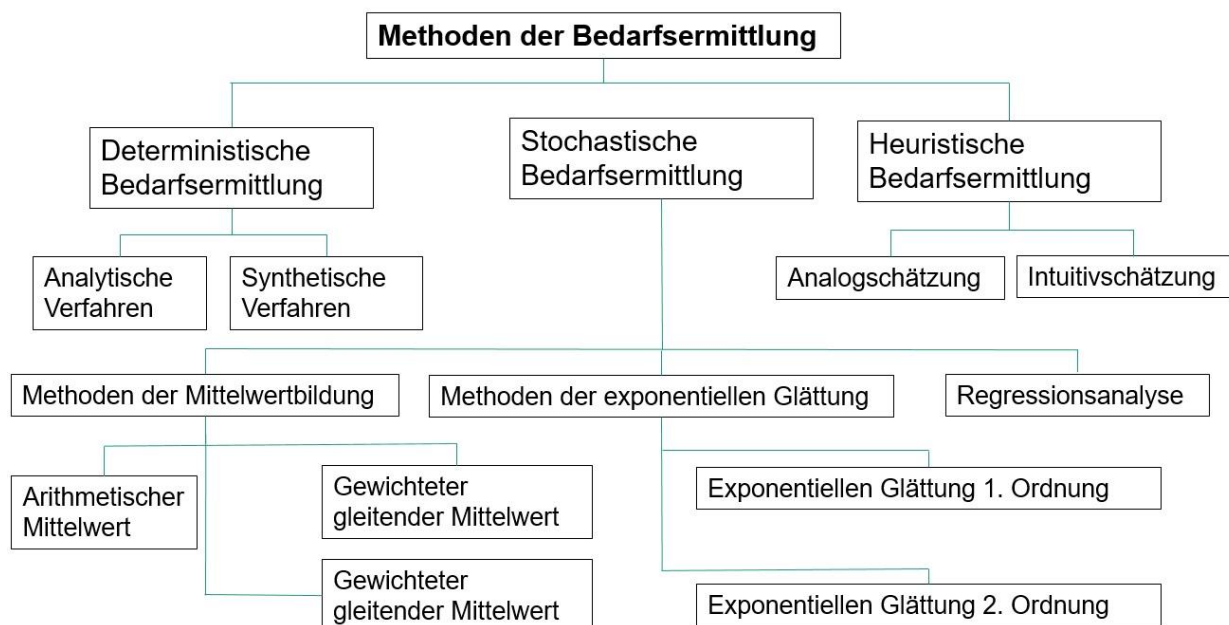 Methoden der Bedarfsermittlung
Deterministische
Bedarfsermittlung
Stochastische
Bedarfsermittlung
Heuristische
Bedarfsermittlung
Analytische
Verfahren
Synthetische
Verfahren
Analogschätzung
Intuitivschätzung
Methoden der Mittelwertbildung
Methoden der exponentiellen Glättung
Regressionsanalyse
Arithmetischer
Mittelwert
Gewichteter
gleitender Mittelwert
Exponentiellen Glättung 1. Ordnung
Gewichteter
gleitender Mittelwert
Exponentiellen Glättung 2. Ordnung